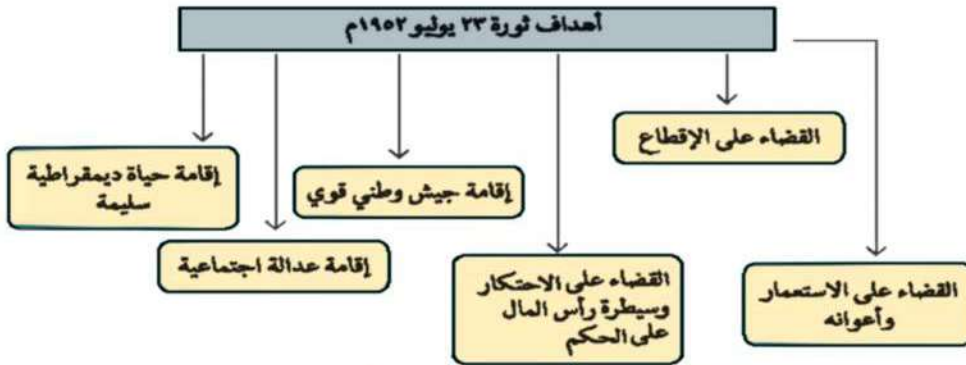 أهداف ثورة ٢٣ يوليو ١٩٥٢م
القضاء على الاستعمار
وأعوانه
القضاء على الإقطاع
القضاء على الاحتكار
وسيطرة رأس المال
على الحكم
إقامة جيش وطني قوي
إقامة عدالة اجتماعية
إقامة حياة ديمقراطية
سليمة